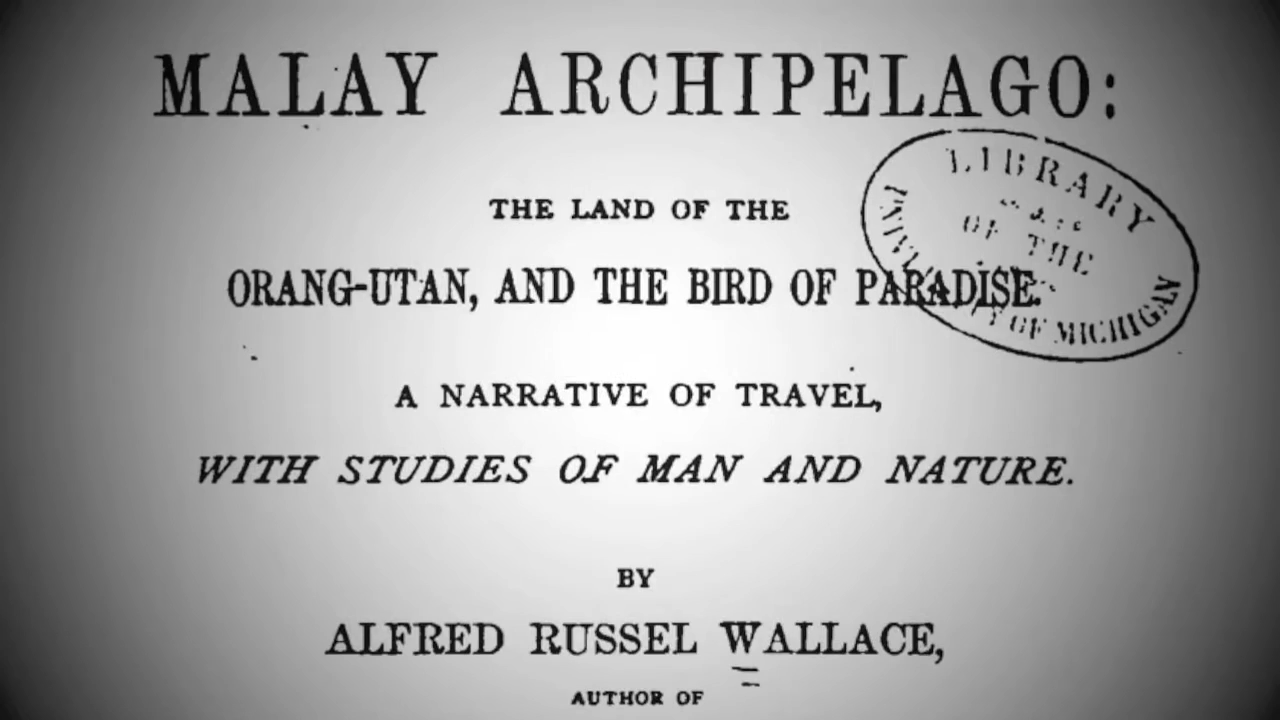 MALAY ARCHIPELAGO:
THE LAND OF THE
ORANG-UTAN, AND THE BIRD OF PARADISE.
A NARRATIVE OF TRAVEL,
WITH STUDIES OF MAN AND NATURE.
BY
ALFRED RUSSEL WALLACE,
AUTHOR OF
LIBRARY
OF THE
OF MICHIGAN